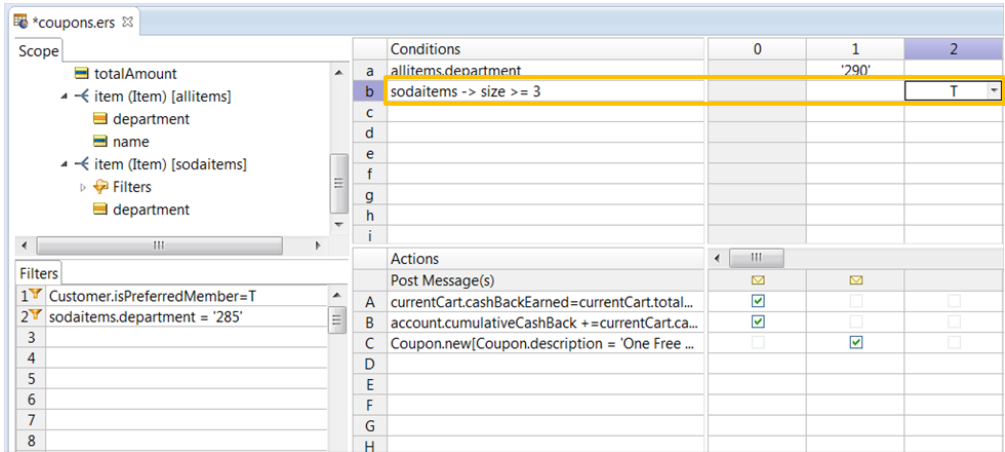 *coupons.ers
Scope
totalAmount
item (Item) [allitems]
department
name
item (Item) [sodaitems]
Filters
department
Conditions 0 1 2
a allitems.department '290'
b sodaitems -> size >= 3 T
c
d
e
f
g
h
i
Filters
1 Customer.isPreferredMember=T
2 sodaitems.department = '285'
3
4
5
6
7
8
Actions
Post Message(s)
A currentCart.cashBackEarned=currentCart.total...
B account.cumulativeCashBack +=currentCart.ca...
C Coupon.new[Coupon.description = 'One Free ...
D
E
F
G
H